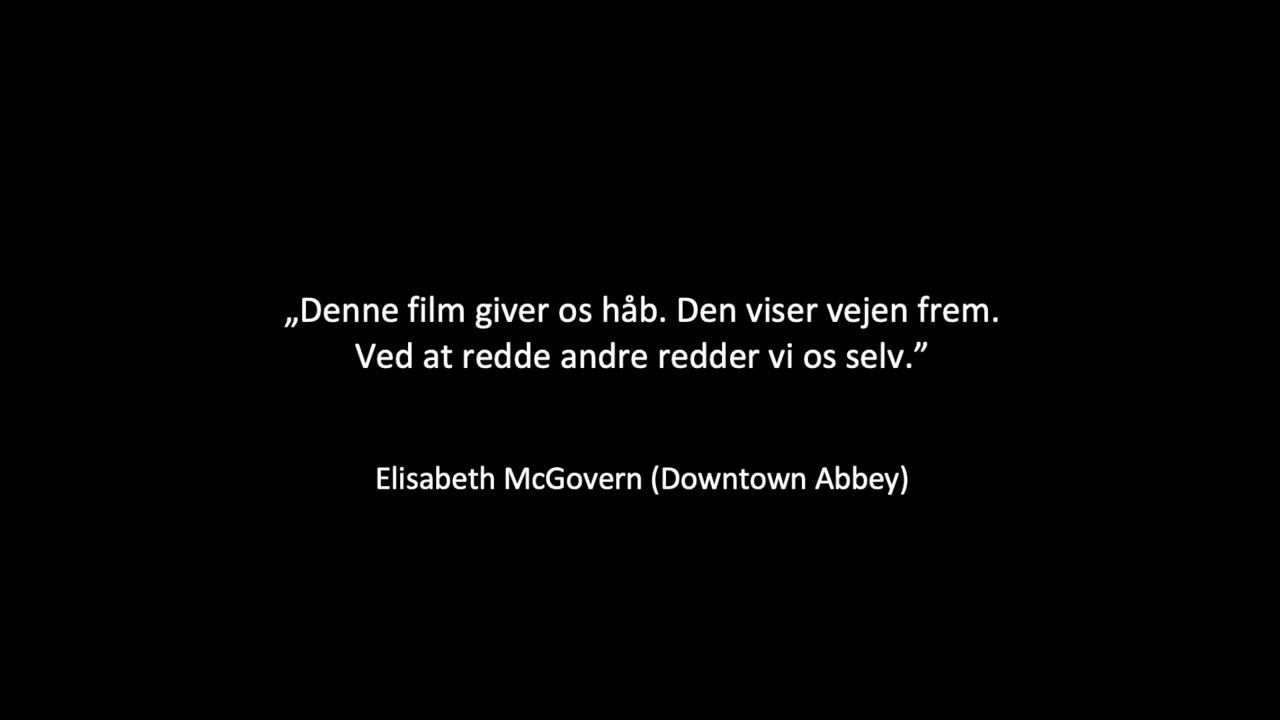 „Denne film giver os håb. Den viser vejen frem.
Ved at redde andre redder vi os selv.”
Elisabeth McGovern (Downtown Abbey)